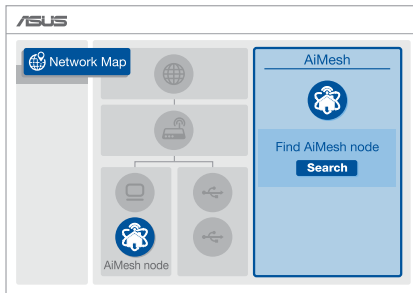 ASUS
Network Map
AiMesh
Find AiMesh node
Search
AiMesh node